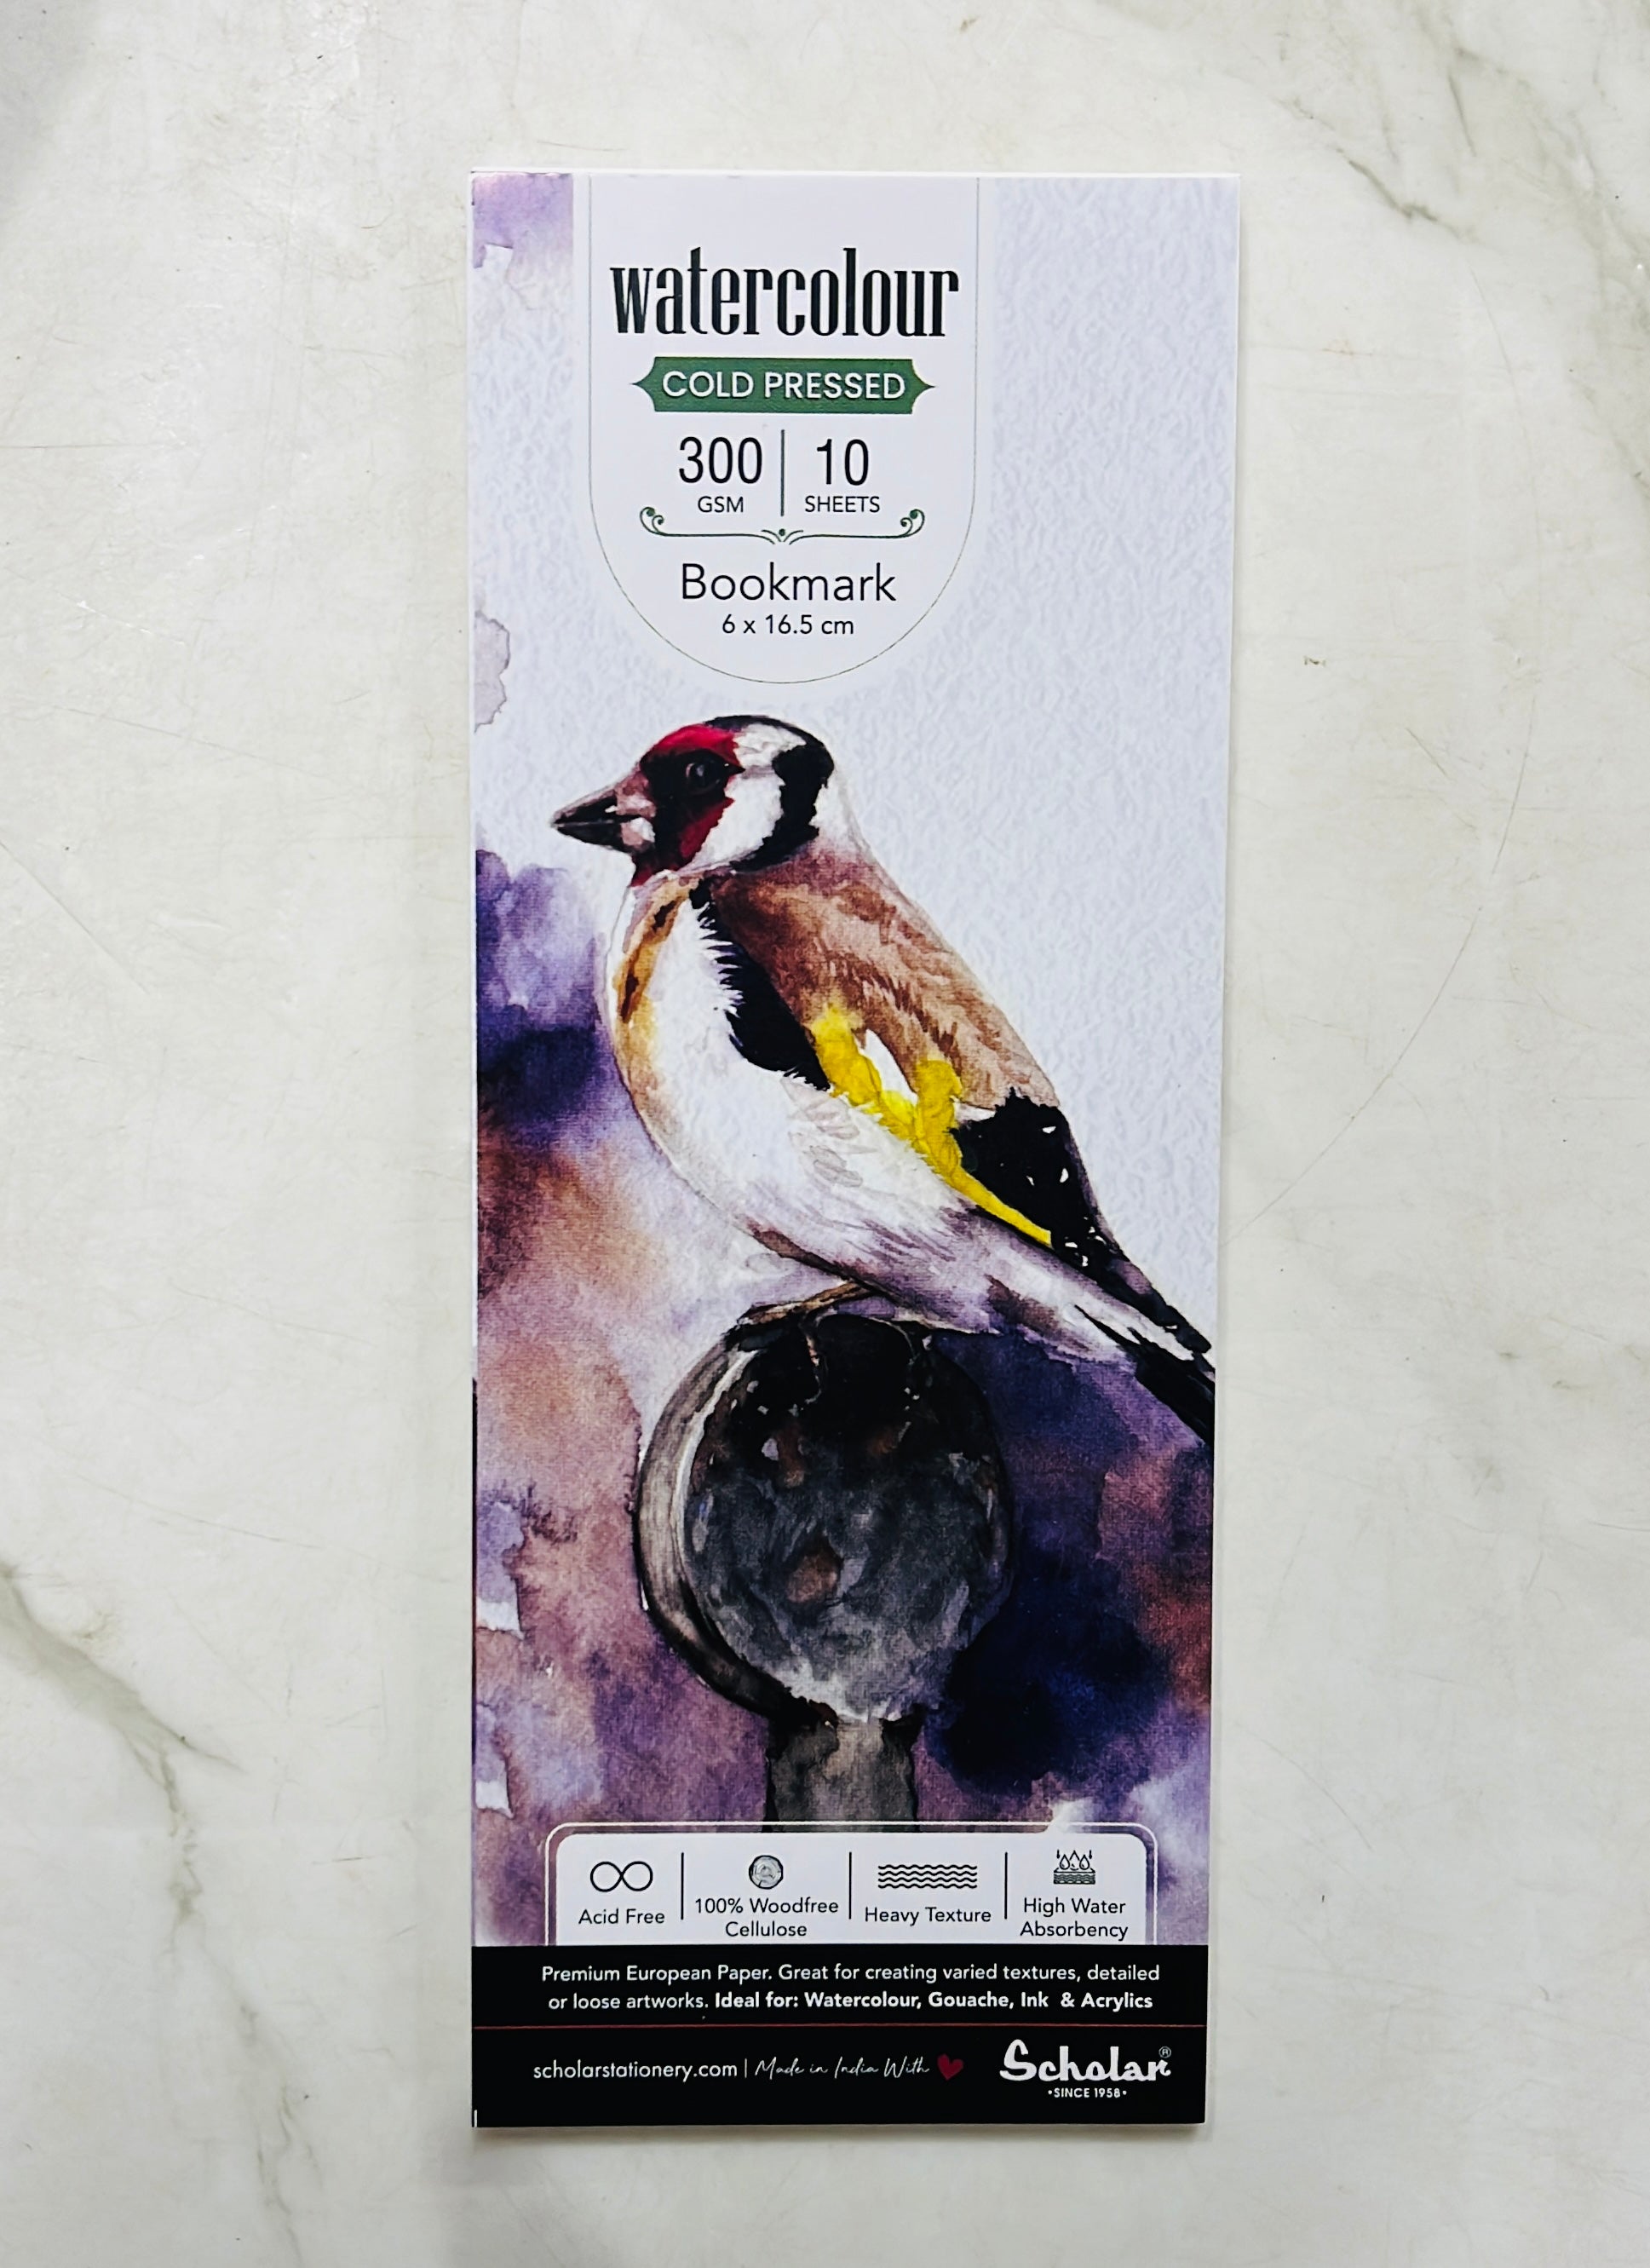 watercolour
COLD PRESSED
300 | 10
GSM SHEETS
Bookmark
6 x 16.5 cm
Acid Free
100% Woodfree
Cellulose
Heavy Texture
High Water
Absorbency
Premium European Paper. Great for creating varied textures, detailed
or loose artworks. Ideal for: Watercolour, Gouache, Ink & Acrylics
scholarstationery.com | Made in India With ❤
Scholar®
•SINCE 1958•